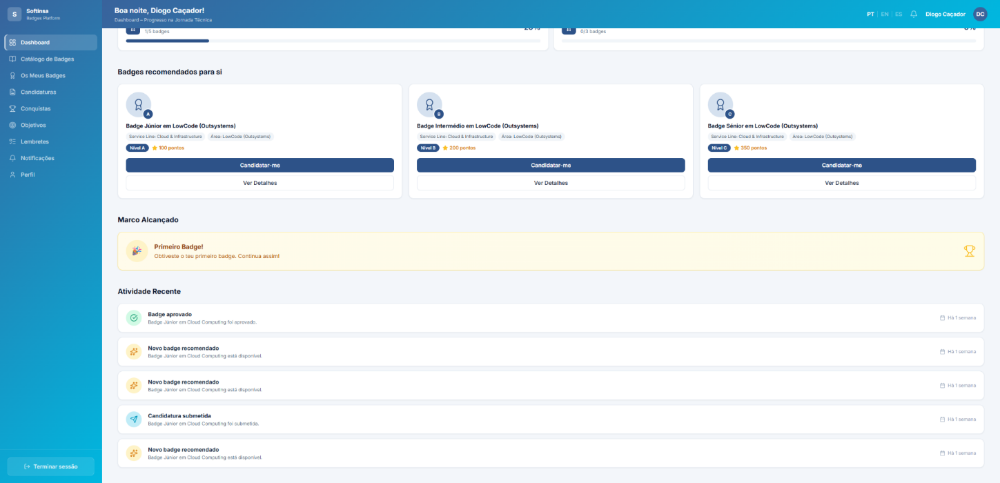 S
Softinsa
Badges Platform
Boa noite, Diogo Caçador!
Dashboard – Progresso na Jornada Técnica
PT EN ES Diogo Caçador DC
Dashboard
Catálogo de Badges
Os Meus Badges
Candidaturas
Conquistas
Objetivos
Lembretes
Notificações
Perfil
Terminar sessão
1/5 badges
0/3 badges
Badges recomendados para si
A
Badge Júnior em LowCode (Outsystems)
Service Line: Cloud & Infrastructure Área: LowCode (Outsystems)
Nível A 100 pontos
Candidatar-me
Ver Detalhes
B
Badge Intermédio em LowCode (Outsystems)
Service Line: Cloud & Infrastructure Área: LowCode (Outsystems)
Nível B 200 pontos
Candidatar-me
Ver Detalhes
C
Badge Sénior em LowCode (Outsystems)
Service Line: Cloud & Infrastructure Área: LowCode (Outsystems)
Nível C 350 pontos
Candidatar-me
Ver Detalhes
Marco Alcançado
Primeiro Badge!
Obtiveste o teu primeiro badge. Continua assim!
Atividade Recente
Badge aprovado
Badge Júnior em Cloud Computing foi aprovado.
Há 1 semana
Novo badge recomendado
Badge Júnior em Cloud Computing está disponível.
Há 1 semana
Novo badge recomendado
Badge Júnior em Cloud Computing está disponível.
Há 1 semana
Candidatura submetida
Badge Júnior em Cloud Computing foi submetida.
Há 1 semana
Novo badge recomendado
Badge Júnior em Cloud Computing está disponível.
Há 1 semana